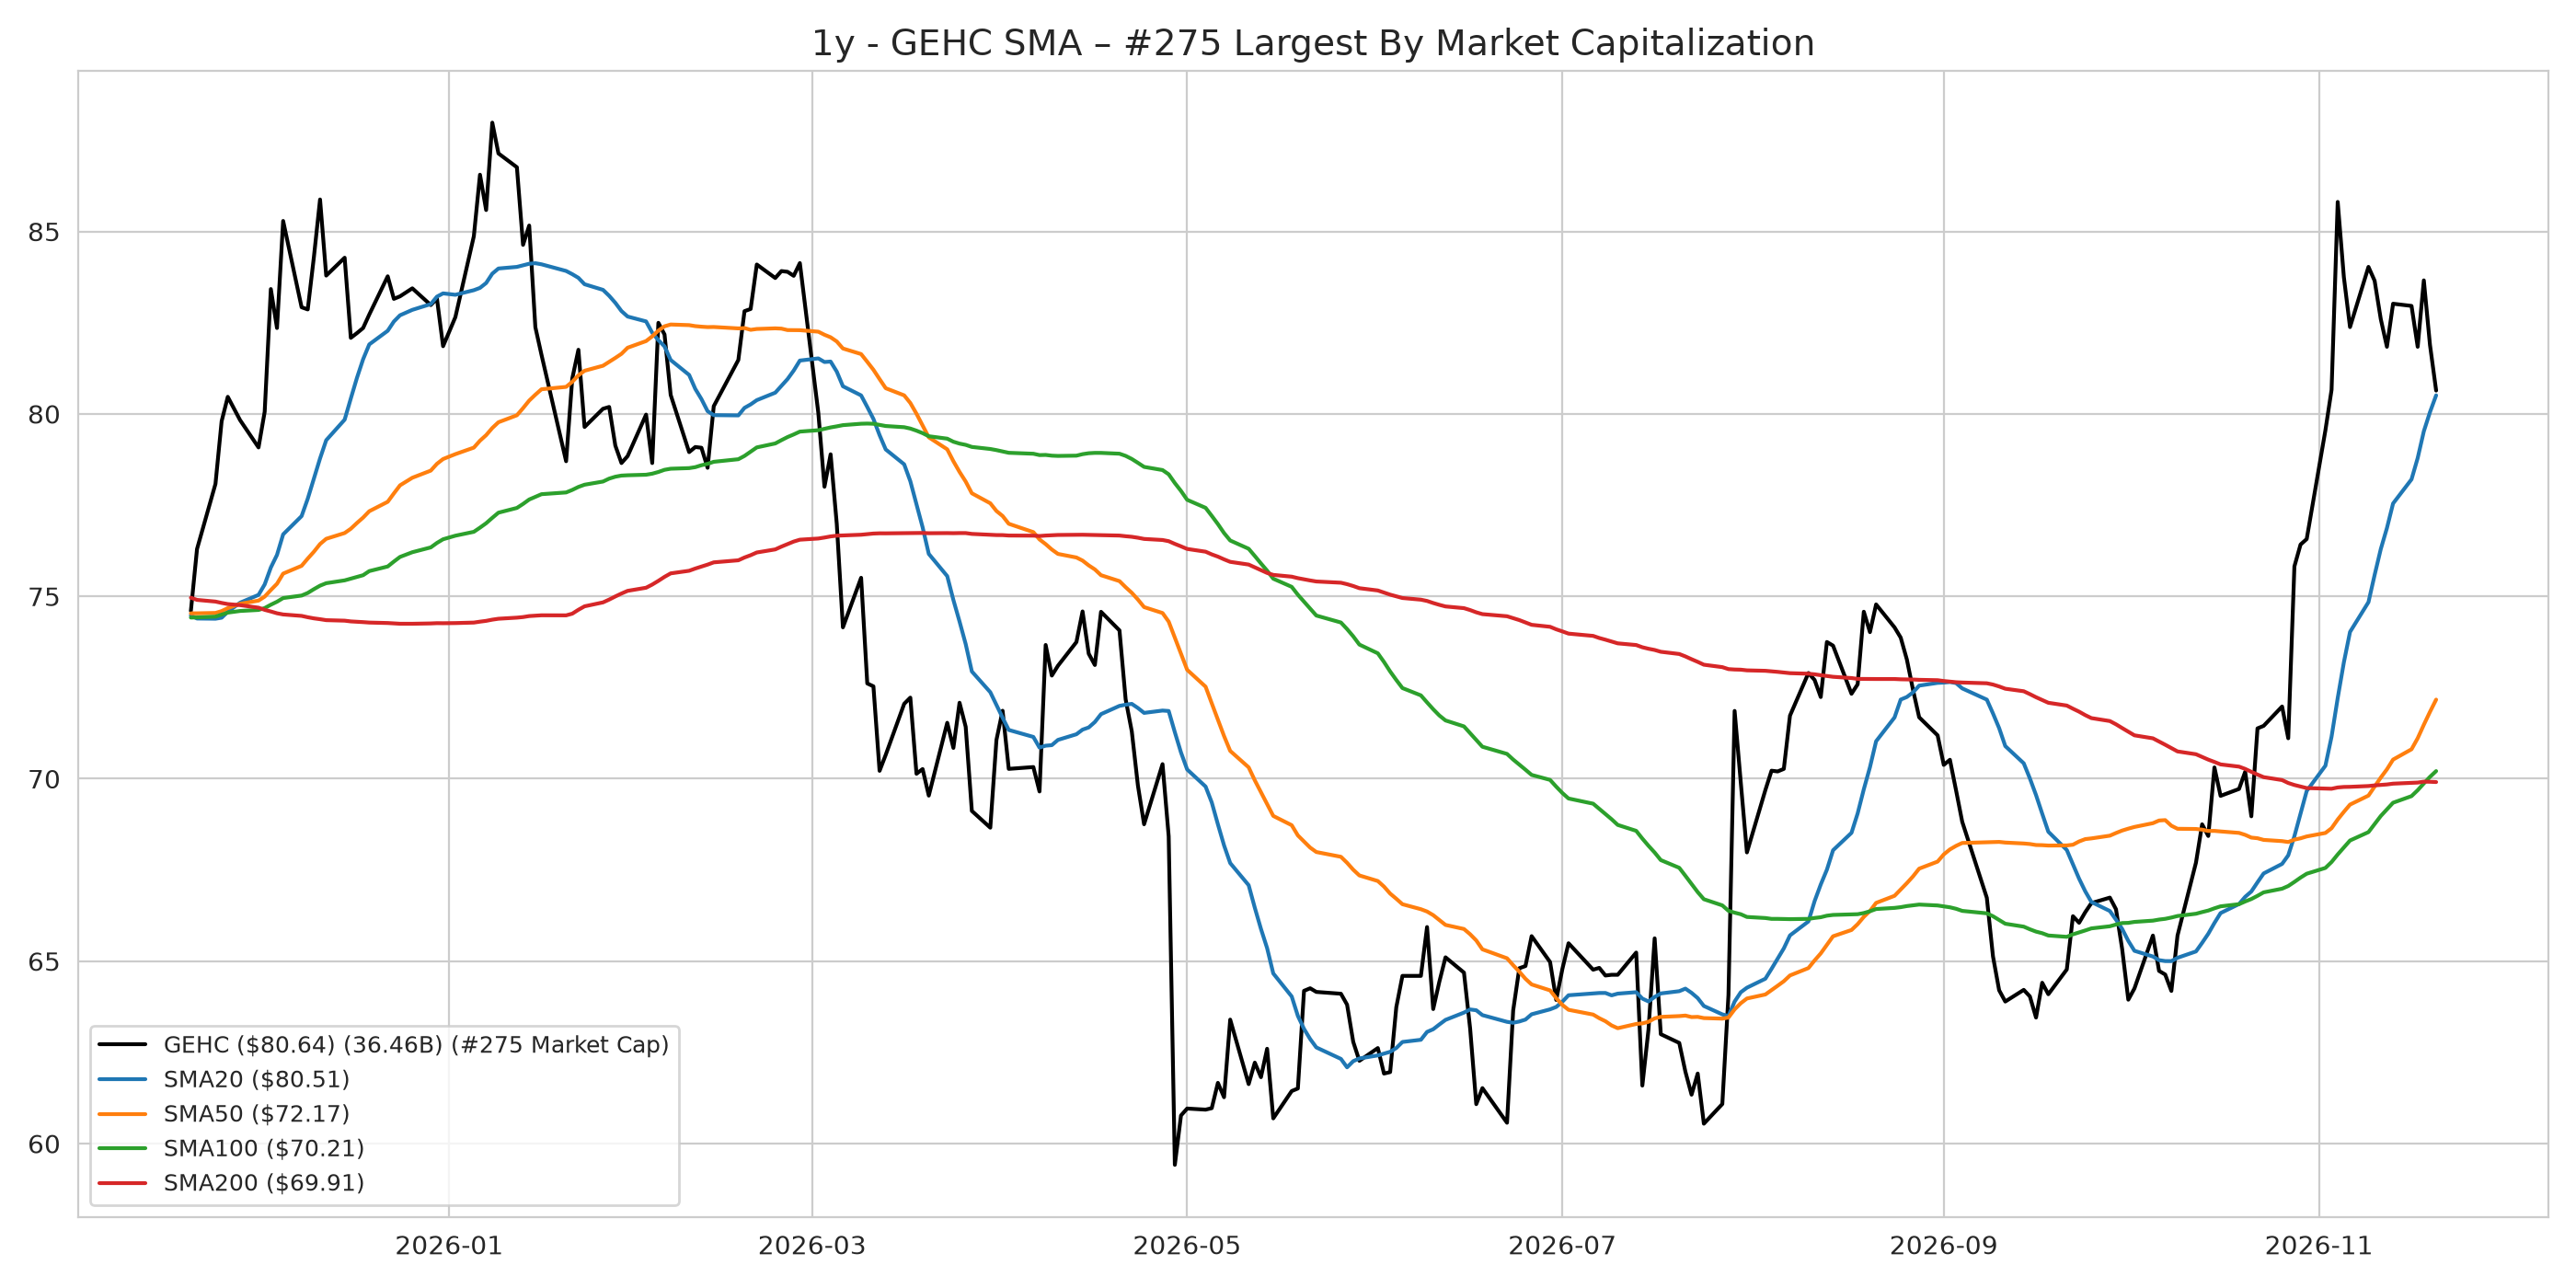 1y - GEHC SMA – #275 Largest By Market Capitalization
85
80
75
70
65
60
GEHC ($80.64) (36.46B) (#275 Market Cap)
SMA20 ($80.51)
SMA50 ($72.17)
SMA100 ($70.21)
SMA200 ($69.91)
2026-01
2026-03
2026-05
2026-07
2026-09
2026-11